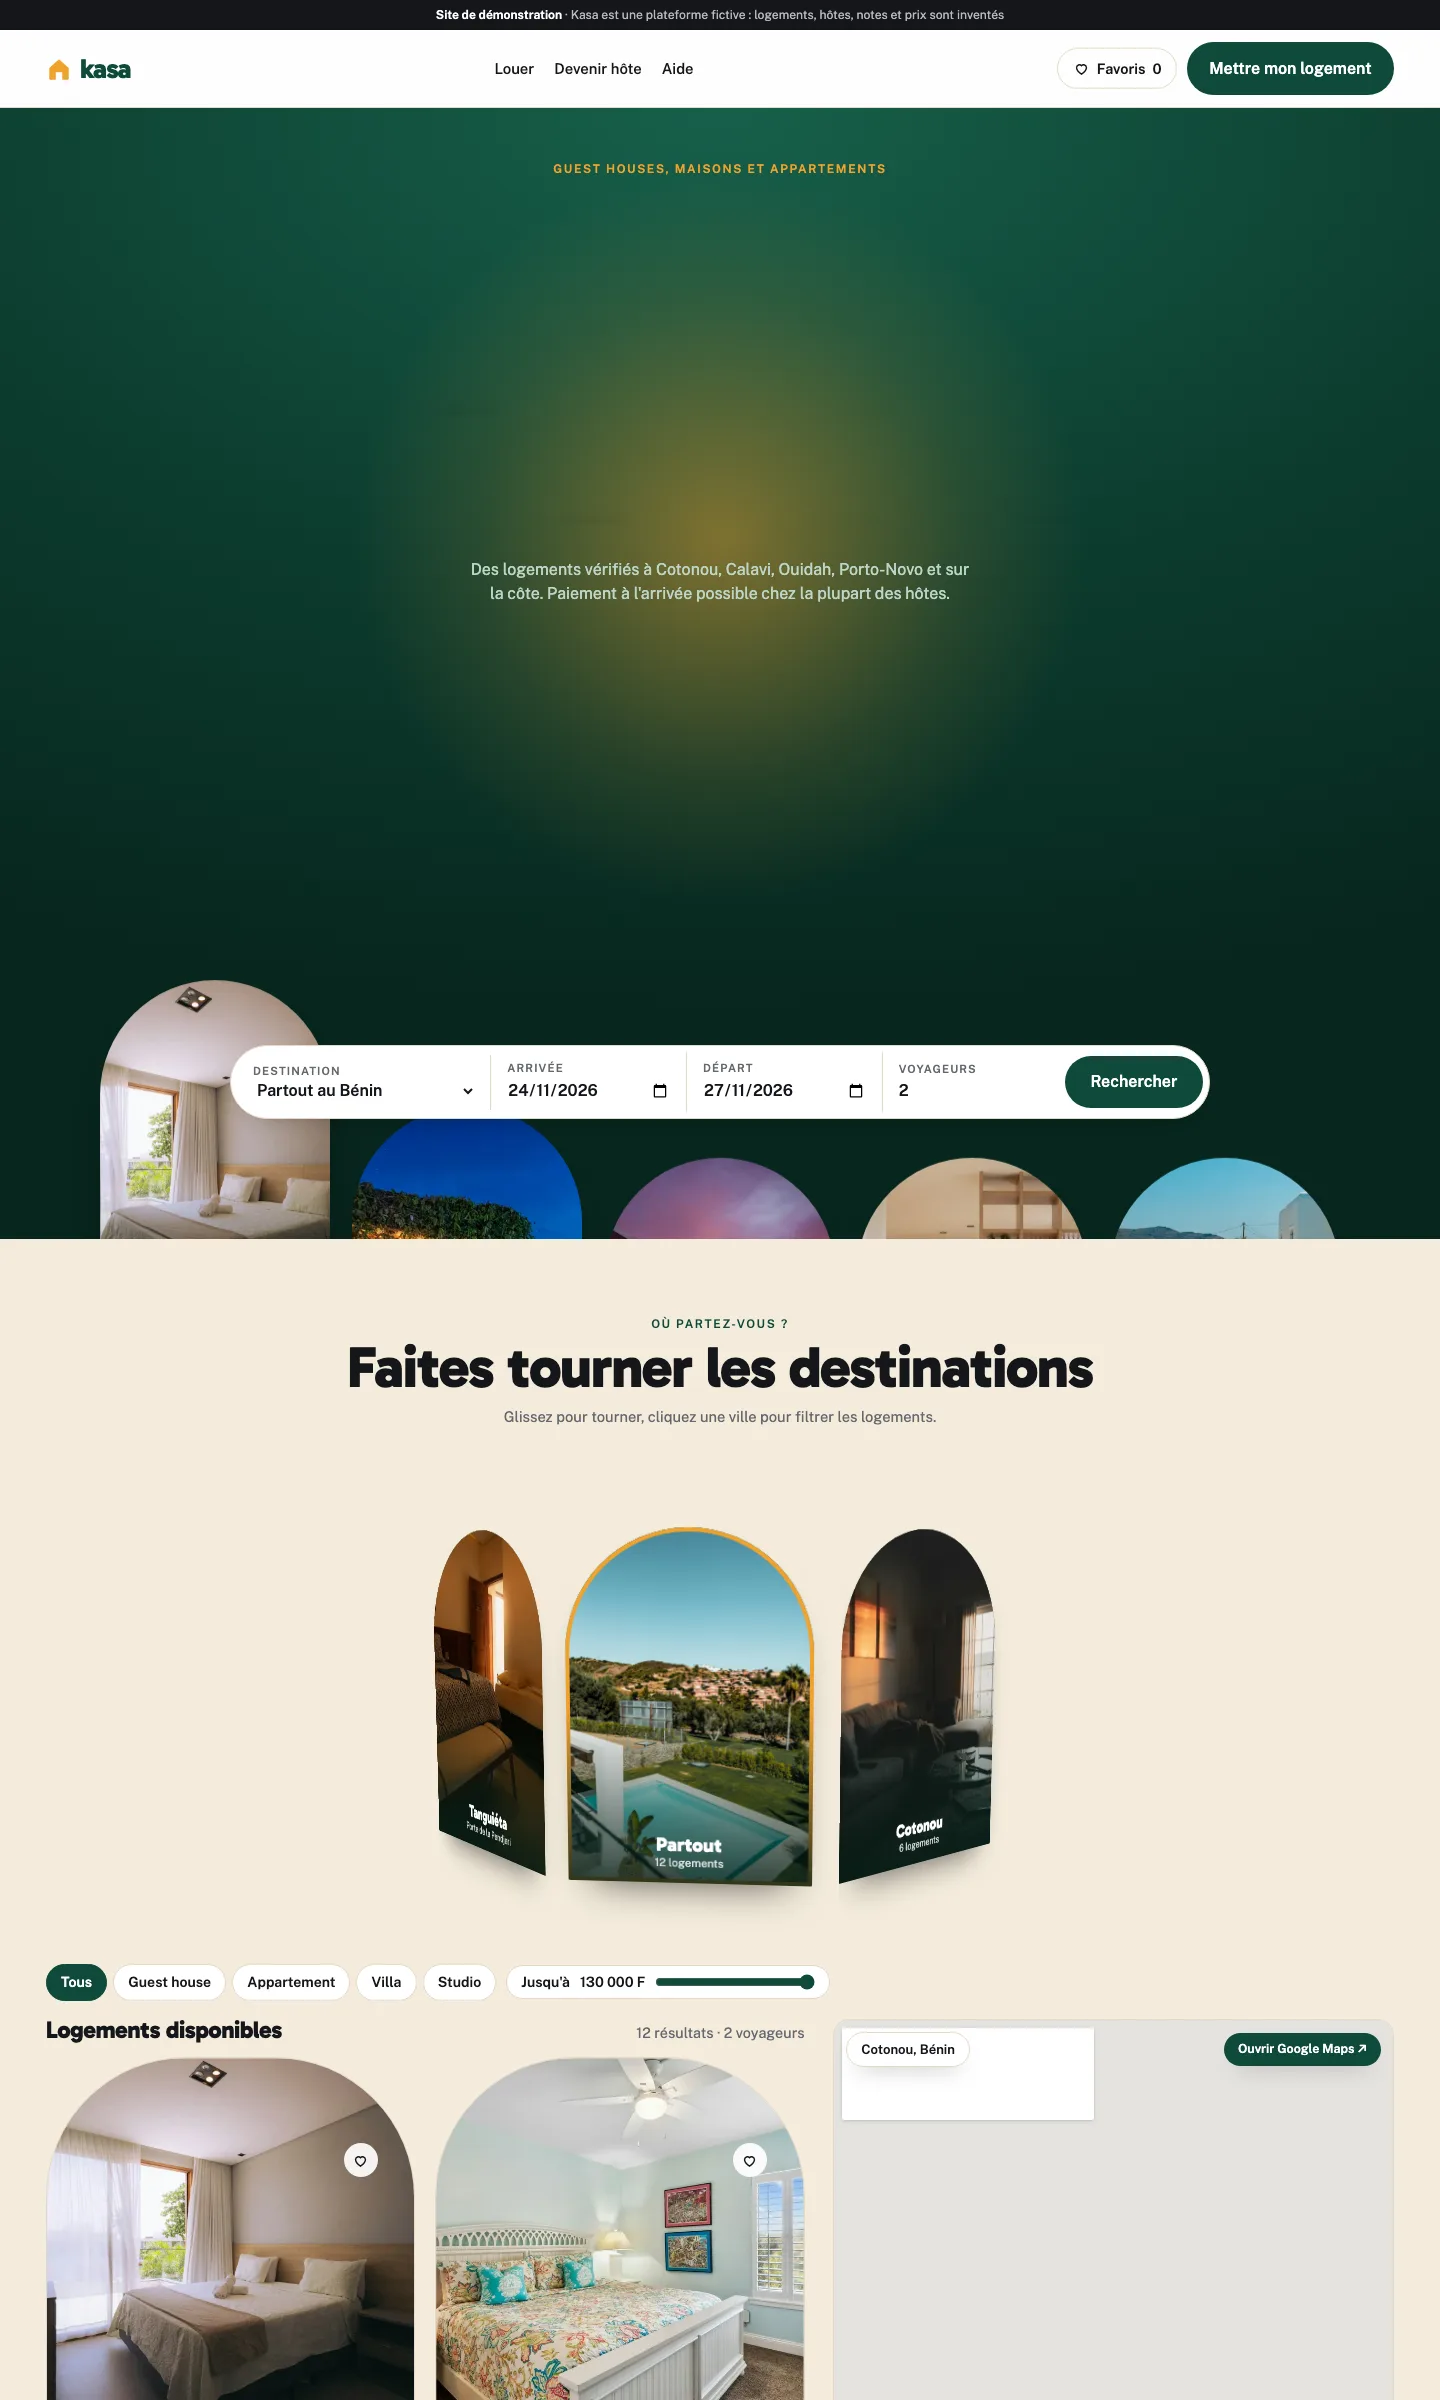 Site de démonstration · Kasa est une plateforme fictive : logements, hôtes, notes et prix sont inventés
kasa
Louer
Devenir hôte
Aide
Favoris 0
Mettre mon logement
GUEST HOUSES, MAISONS ET APPARTEMENTS
Des logements vérifiés à Cotonou, Calavi, Ouidah, Porto-Novo et sur
la côte. Paiement à l'arrivée possible chez la plupart des hôtes.
DESTINATION
Partout au Bénin
ARRIVÉE
24/11/2026
DÉPART
27/11/2026
VOYAGEURS
2
Rechercher
OÙ PARTEZ-VOUS ?
Faites tourner les destinations
Glissez pour tourner, cliquez une ville pour filtrer les logements.
Tanguiéta
Porte de la Pendjari
Partout
12 logements
Cotonou
6 logements
Tous
Guest house
Appartement
Villa
Studio
Jusqu'à 130 000 F
Logements disponibles
12 résultats · 2 voyageurs
Cotonou, Bénin
Ouvrir Google Maps ↗